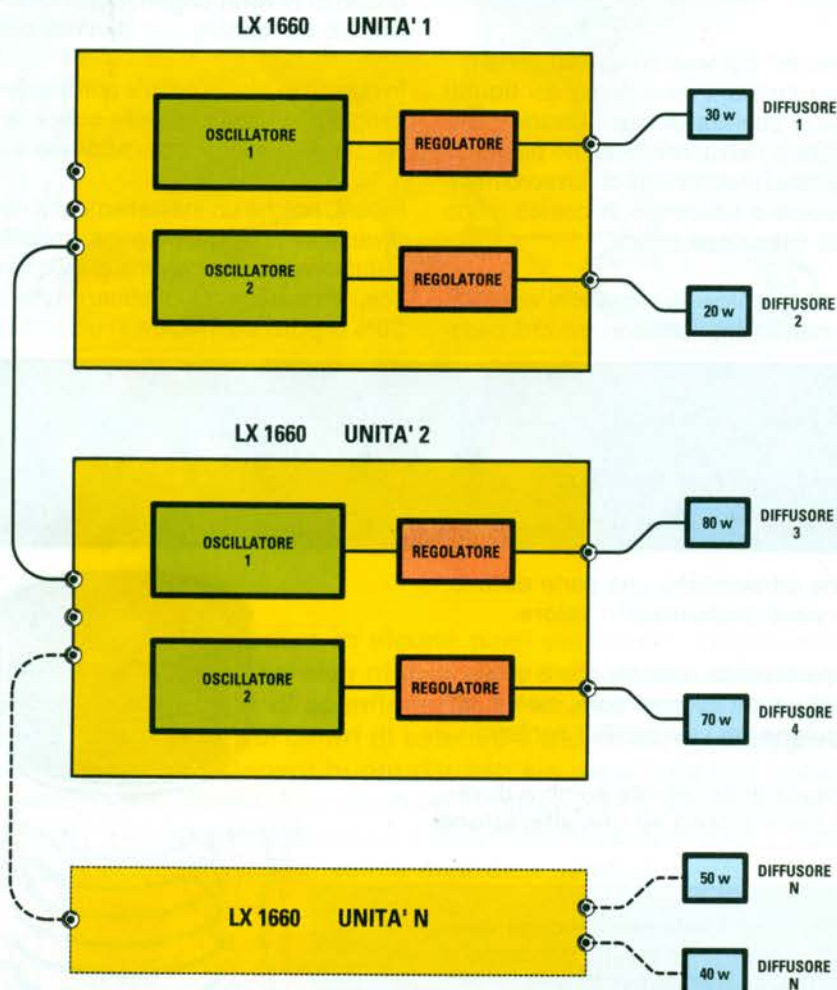 LX 1660 UNITA' 1
OSCILLATORE
1
REGOLATORE
30 w
DIFFUSORE
1
OSCILLATORE
2
REGOLATORE
20 w
DIFFUSORE
2
LX 1660 UNITA' 2
OSCILLATORE
1
REGOLATORE
80 w
DIFFUSORE
3
OSCILLATORE
2
REGOLATORE
70 w
DIFFUSORE
4
LX 1660 UNITA' N
50 w
DIFFUSORE
N
40 w
DIFFUSORE
N